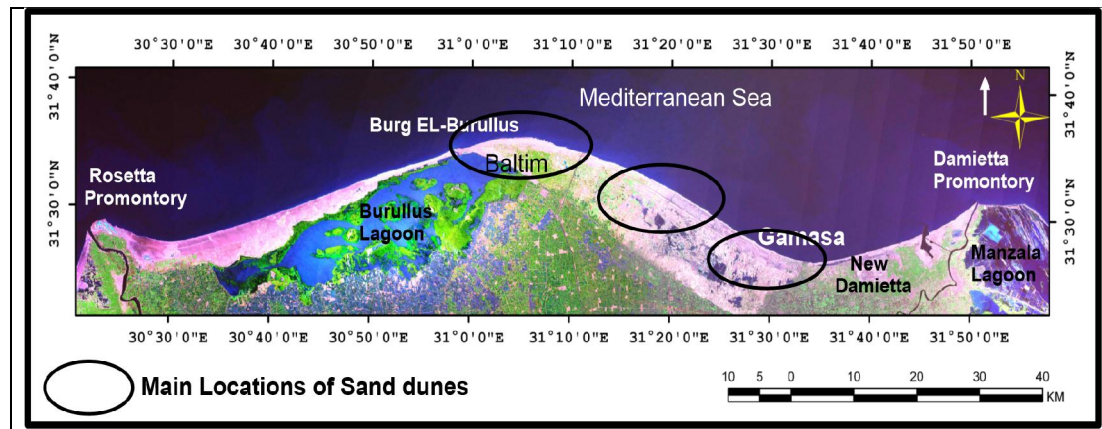 30°30'0"E 30°40'0"E 30°50'0"E 31°0'0"E 31°10'0"E 31°20'0"E 31°30'0"E 31°40'0"E 31°50'0"E
31°40'0"N
31°30'0"N
N
Mediterranean Sea
Burg EL-Burullus
Baltim
Rosetta
Promontory
Damietta
Promontory
Burullus
Lagoon
Gamasa
New
Damietta
Manzala
Lagoon
31°40'0"N
31°30'0"N
30°30'0"E 30°40'0"E 30°50'0"E 31°0'0"E 31°10'0"E 31°20'0"E 31°30'0"E 31°40'0"E 31°50'0"E
Main Locations of Sand dunes
10 5 0 10 20 30 40
KM